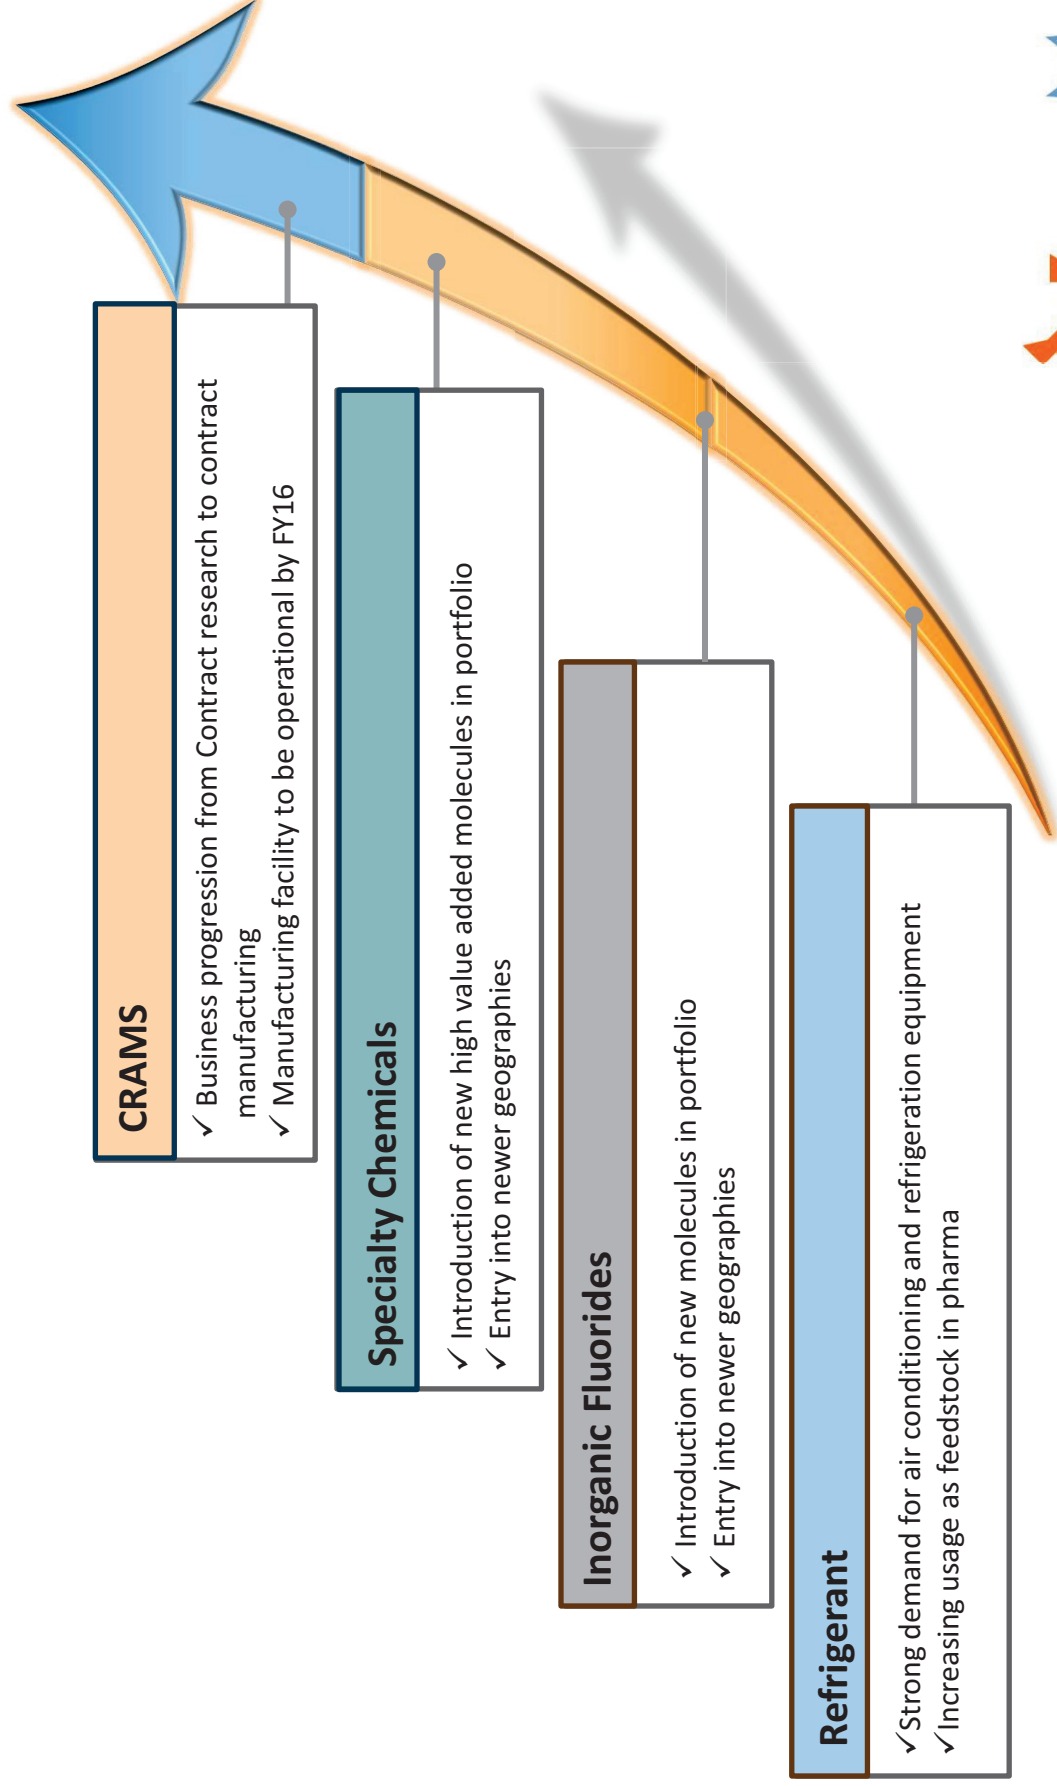 CRAMS
✓ Business progression from Contract research to contract
manufacturing
✓ Manufacturing facility to be operational by FY16
Specialty Chemicals
✓ Introduction of new high value added molecules in portfolio
✓ Entry into newer geographies
Inorganic Fluorides
✓ Introduction of new molecules in portfolio
✓ Entry into newer geographies
Refrigerant
✓Strong demand for air conditioning and refrigeration equipment
✓Increasing usage as feedstock in pharma